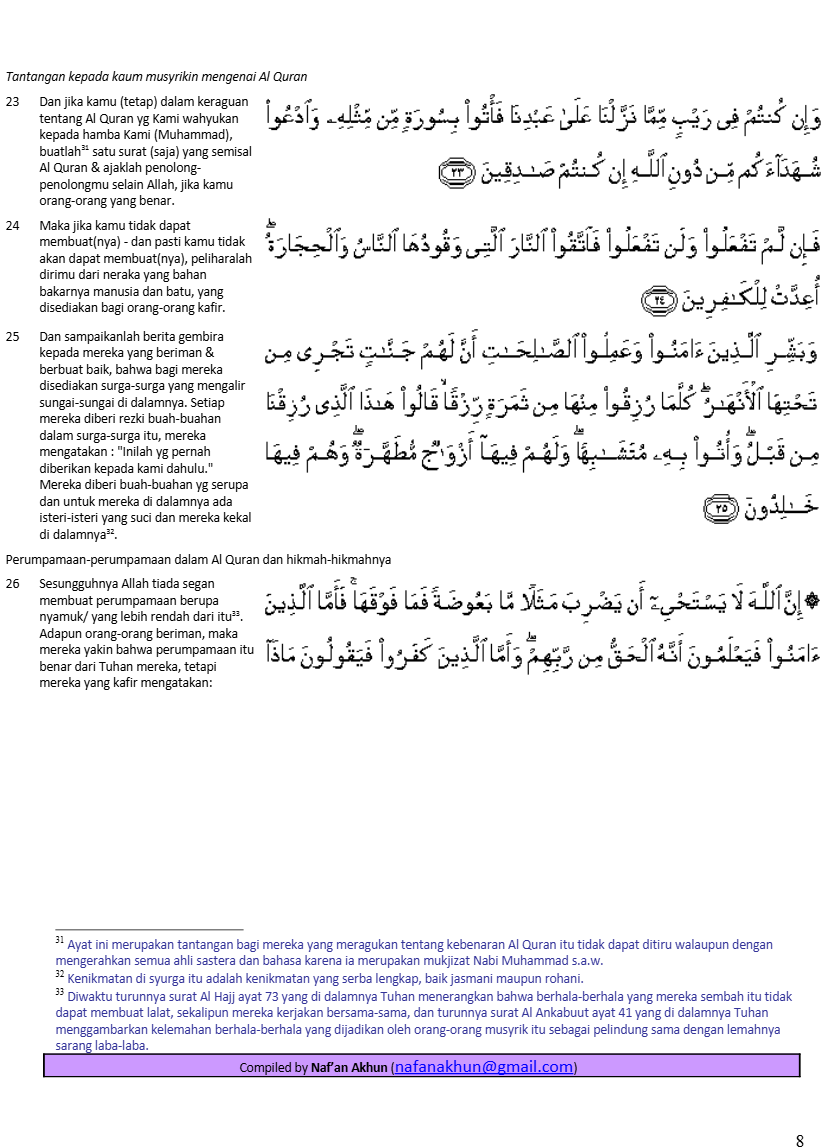 Tantangan kepada kaum musyrikin mengenai Al Quran
23 Dan jika kamu (tetap) dalam keraguan
tentang Al Quran yg Kami wahyukan
kepada hamba Kami (Muhammad),
buatlah³¹ satu surat (saja) yang semisal
Al Quran & ajaklah penolong-
penolongmu selain Allah, jika kamu
orang-orang yang benar.
وَإِن كُنتُمْ فِى رَيْبٍ مِّمَّا نَزَّلْنَا عَلَىٰ عَبْدِنَا فَأْتُوا۟ بِسُورَةٍ مِّن مِّثْلِهِۦ وَٱدْعُوا۟
شُهَدَآءَكُم مِّن دُونِ ٱللَّهِ إِن كُنتُمْ صَـٰدِقِينَ ٢٣
24 Maka jika kamu tidak dapat
membuat(nya) - dan pasti kamu tidak
akan dapat membuat(nya), peliharalah
dirimu dari neraka yang bahan
bakarnya manusia dan batu, yang
disediakan bagi orang-orang kafir.
فَإِن لَّمْ تَفْعَلُوا۟ وَلَن تَفْعَلُوا۟ فَٱتَّقُوا۟ ٱلنَّارَ ٱلَّتِى وَقُودُهَا ٱلنَّاسُ وَٱلْحِجَارَةُ ۖ
أُعِدَّتْ لِلْكَـٰفِرِينَ ٢٤
25 Dan sampaikanlah berita gembira
kepada mereka yang beriman &
berbuat baik, bahwa bagi mereka
disediakan surga-surga yang mengalir
sungai-sungai di dalamnya. Setiap
mereka diberi rezki buah-buahan
dalam surga-surga itu, mereka
mengatakan : "Inilah yg pernah
diberikan kepada kami dahulu."
Mereka diberi buah-buahan yg serupa
dan untuk mereka di dalamnya ada
isteri-isteri yang suci dan mereka kekal
di dalamnya³².
وَبَشِّرِ ٱلَّذِينَ ءَامَنُوا۟ وَعَمِلُوا۟ ٱلصَّـٰلِحَـٰتِ أَنَّ لَهُمْ جَنَّـٰتٍ تَجْرِى مِن
تَحْتِهَا ٱلْأَنْهَـٰرُ ۖ كُلَّمَا رُزِقُوا۟ مِنْهَا مِن ثَمَرَةٍ رِّزْقًا ۙ قَالُوا۟ هَـٰذَا ٱلَّذِى رُزِقْنَا
مِن قَبْلُ ۖ وَأُتُوا۟ بِهِۦ مُتَشَـٰبِهًا ۖ وَلَهُمْ فِيهَآ أَزْوَٰجٌ مُّطَهَّرَةٌ ۖ وَهُمْ فِيهَا
خَـٰلِدُونَ ٢٥
Perumpamaan-perumpamaan dalam Al Quran dan hikmah-hikmahnya
26 Sesungguhnya Allah tiada segan
membuat perumpamaan berupa
nyamuk/ yang lebih rendah dari itu³³.
Adapun orang-orang beriman, maka
mereka yakin bahwa perumpamaan itu
benar dari Tuhan mereka, tetapi
mereka yang kafir mengatakan:
۞ إِنَّ ٱللَّهَ لَا يَسْتَحْىِۦٓ أَن يَضْرِبَ مَثَلًا مَّا بَعُوضَةً فَمَا فَوْقَهَا ۚ فَأَمَّا ٱلَّذِينَ
ءَامَنُوا۟ فَيَعْلَمُونَ أَنَّهُ ٱلْحَقُّ مِن رَّبِّهِمْ ۖ وَأَمَّا ٱلَّذِينَ كَفَرُوا۟ فَيَقُولُونَ مَاذَآ
³¹ Ayat ini merupakan tantangan bagi mereka yang meragukan tentang kebenaran Al Quran itu tidak dapat ditiru walaupun dengan
mengerahkan semua ahli sastera dan bahasa karena ia merupakan mukjizat Nabi Muhammad s.a.w.
³² Kenikmatan di syurga itu adalah kenikmatan yang serba lengkap, baik jasmani maupun rohani.
³³ Diwaktu turunnya surat Al Hajj ayat 73 yang di dalamnya Tuhan menerangkan bahwa berhala-berhala yang mereka sembah itu tidak
dapat membuat lalat, sekalipun mereka kerjakan bersama-sama, dan turunnya surat Al Ankabuut ayat 41 yang di dalamnya Tuhan
menggambarkan kelemahan berhala-berhala yang dijadikan oleh orang-orang musyrik itu sebagai pelindung sama dengan lemahnya
sarang laba-laba.
Compiled by Naf'an Akhun (nafanakhun@gmail.com)
8